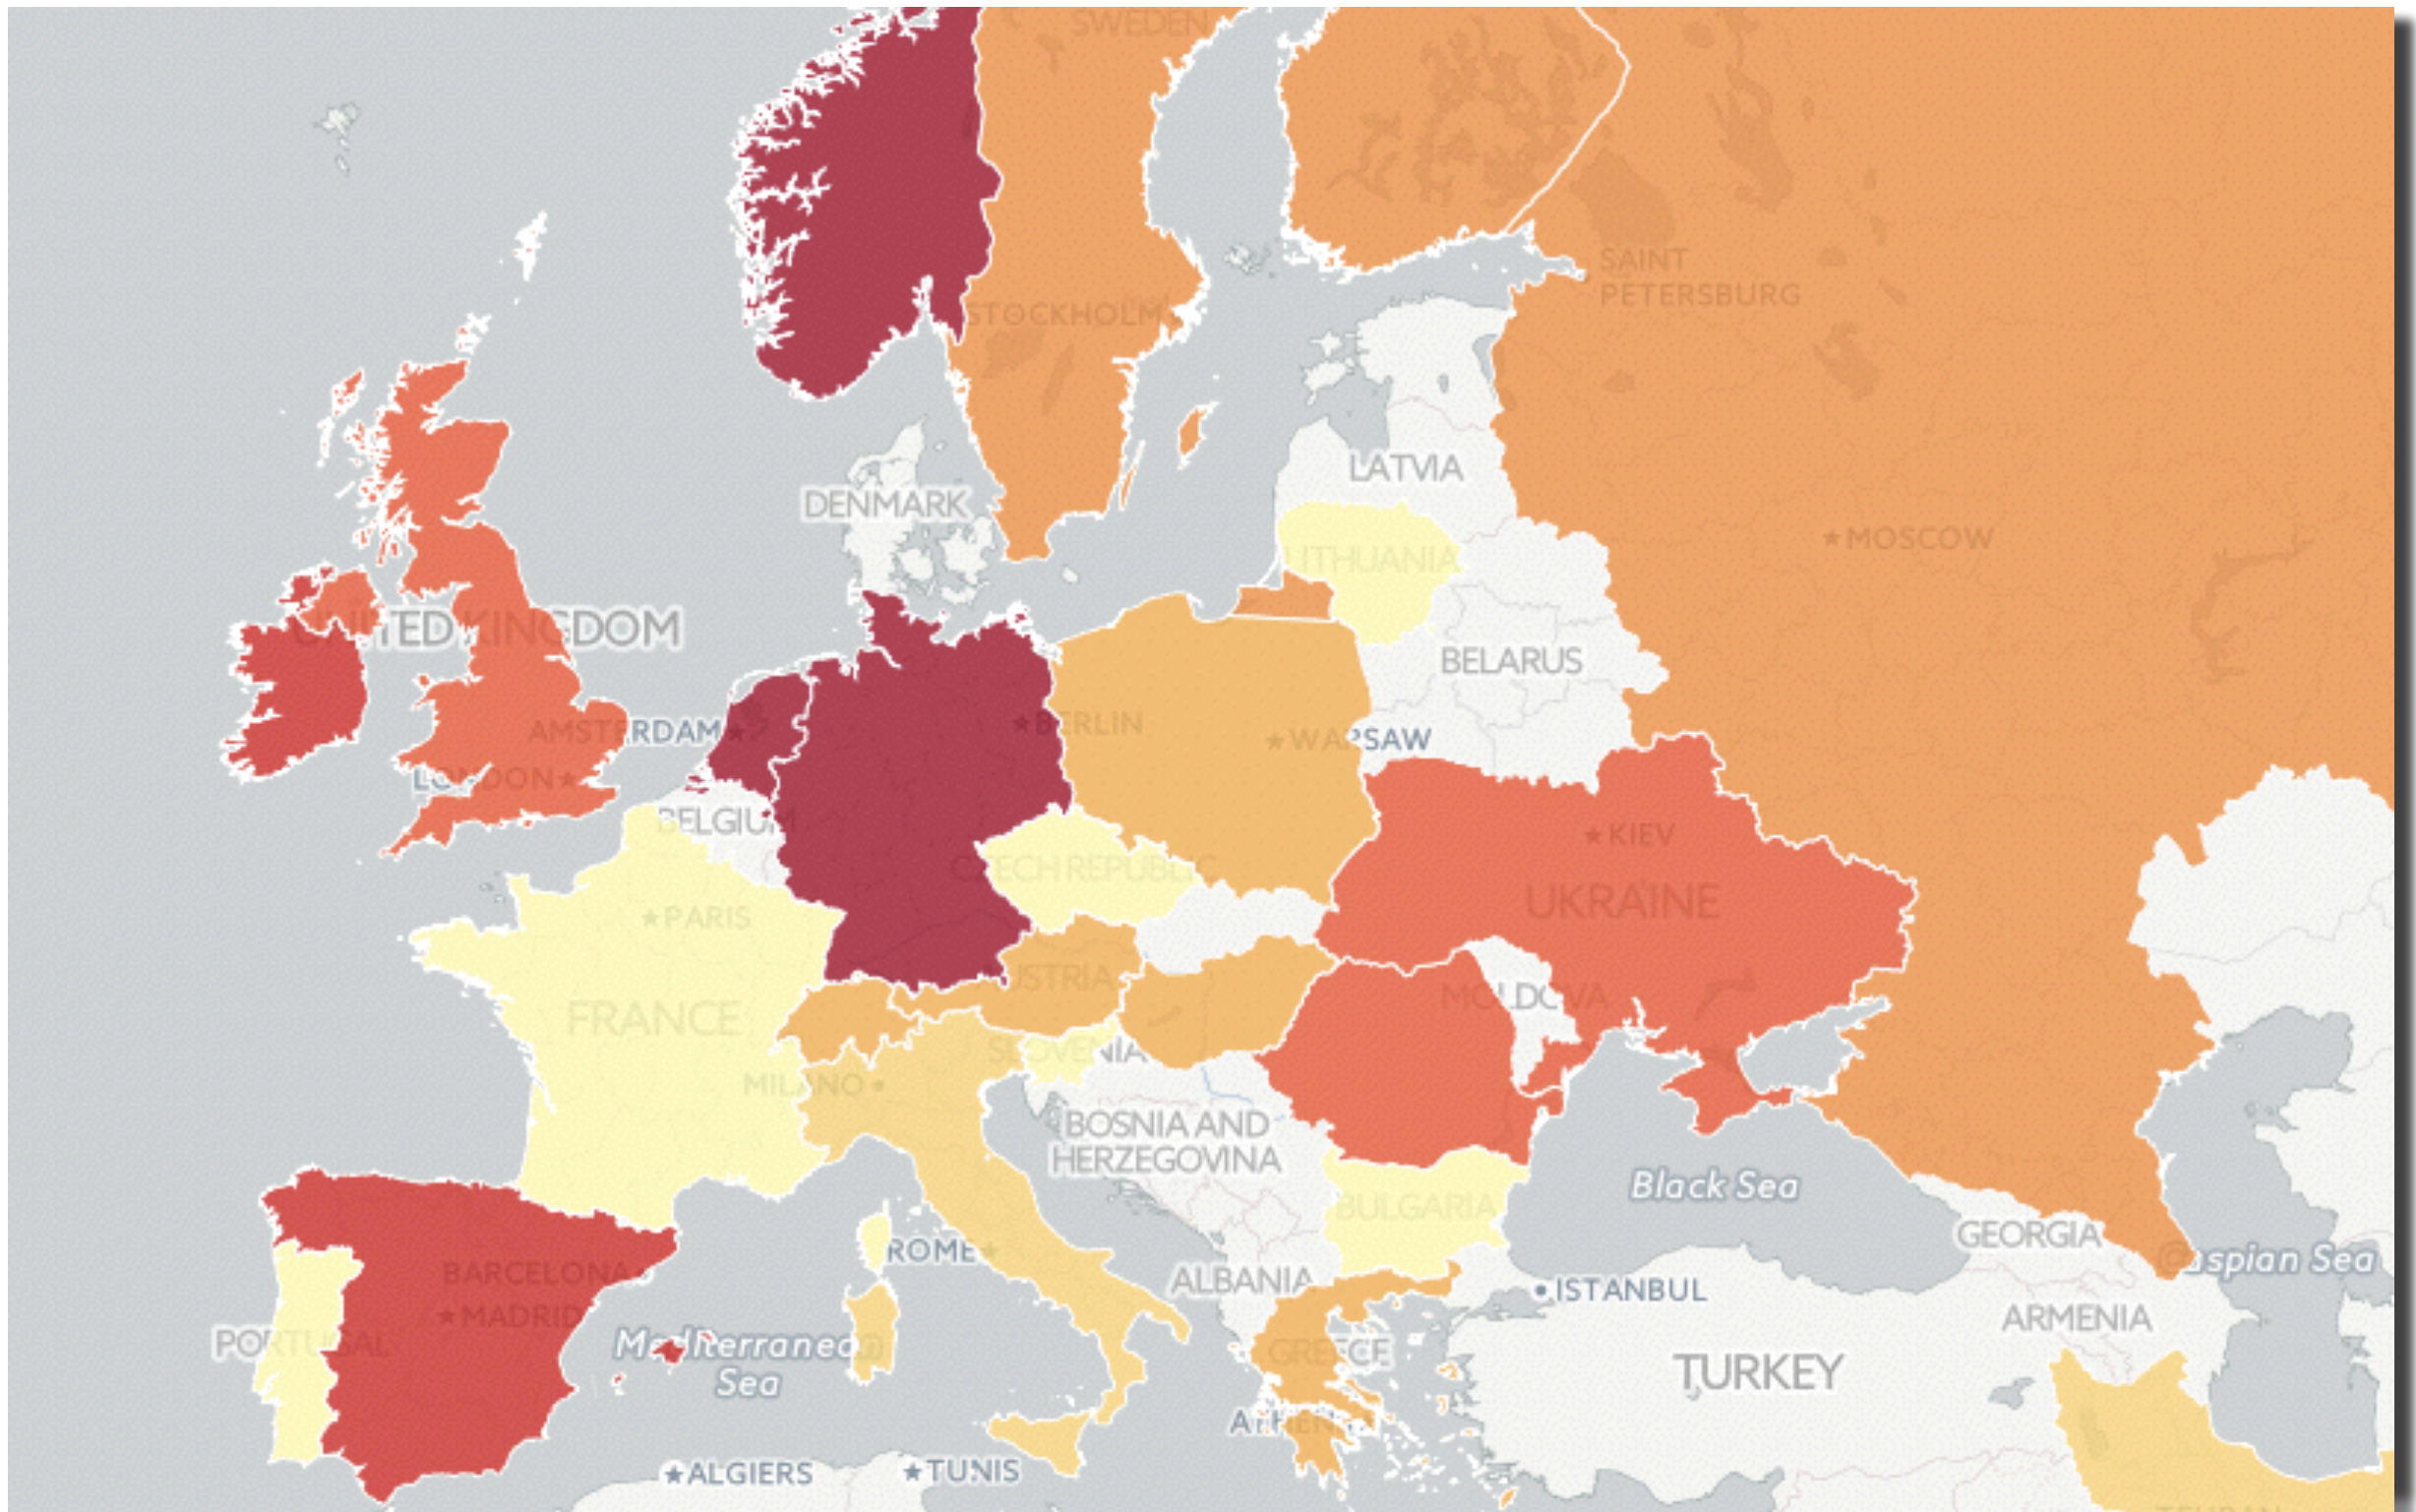 SWEDEN
SAINT
PETERSBURG
STOCKHOLM
LATVIA
DENMARK
★MOSCOW
LITHUANIA
UNITED KINGDOM
BELARUS
AMSTERDAM★
★BERLIN
★WARSAW
LONDON★
BELGIUM
★KIEV
CZECH REPUBLIC
UKRAINE
★PARIS
AUSTRIA
MOLDOVA
FRANCE
SLOVENIA
MILANO•
BOSNIA AND
HERZEGOVINA
Black Sea
BULGARIA
GEORGIA
ROME★
Caspian Sea
BARCELONA
ALBANIA
•ISTANBUL
★MADRID
ARMENIA
PORTUGAL
Mediterranean
Sea
GREECE
TURKEY
ATHENS
★ALGIERS
★TUNIS
TEHRAN